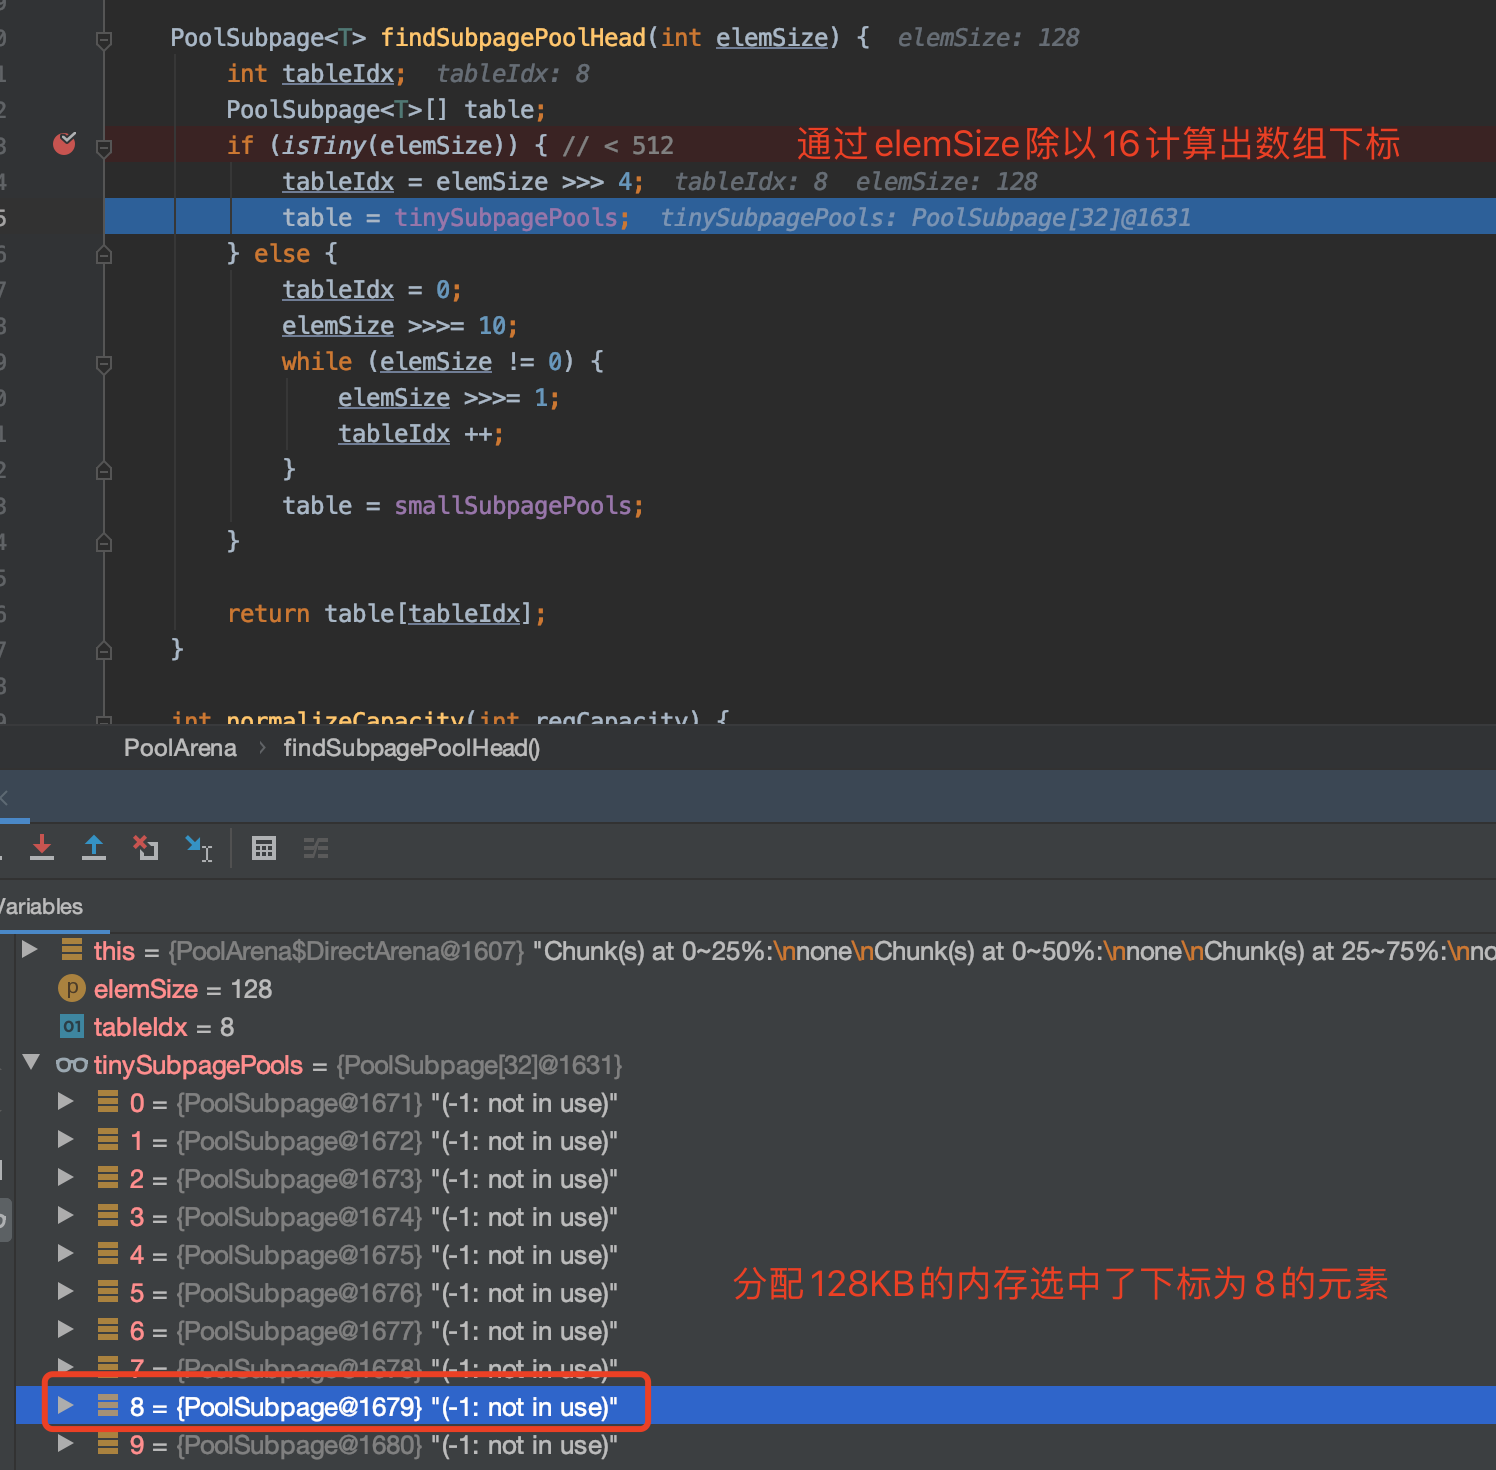 PoolSubpage<T> findSubpagePoolHead(int elemSize) {  elemSize: 128
int tableIdx;  tableIdx: 8
PoolSubpage<T>[] table;
if (isTiny(elemSize)) { // < 512  通过elemSize除以16计算出数组下标
tableIdx = elemSize >>> 4;  tableIdx: 8  elemSize: 128
table = tinySubpagePools;  tinySubpagePools: PoolSubpage[32]@1631
} else {
tableIdx = 0;
elemSize >>>= 10;
while (elemSize != 0) {
elemSize >>>= 1;
tableIdx ++;
}
table = smallSubpagePools;
}
return table[tableIdx];
}
int normalizeCapacity(int reqCapacity) {
PoolArena > findSubpagePoolHead()
Variables
this = {PoolArena$DirectArena@1607} "Chunk(s) at 0~25%:\nnone\nChunk(s) at 0~50%:\nnone\nChunk(s) at 25~75%:\nno
elemSize = 128
01 tableIdx = 8
tinySubpagePools = {PoolSubpage[32]@1631}
0 = {PoolSubpage@1671} "(-1: not in use)"
1 = {PoolSubpage@1672} "(-1: not in use)"
2 = {PoolSubpage@1673} "(-1: not in use)"
3 = {PoolSubpage@1674} "(-1: not in use)"
4 = {PoolSubpage@1675} "(-1: not in use)"
5 = {PoolSubpage@1676} "(-1: not in use)"
分配128KB的内存选中了下标为8的元素
6 = {PoolSubpage@1677} "(-1: not in use)"
7 = {PoolSubpage@1678} "(-1: not in use)"
8 = {PoolSubpage@1679} "(-1: not in use)"
9 = {PoolSubpage@1680} "(-1: not in use)"